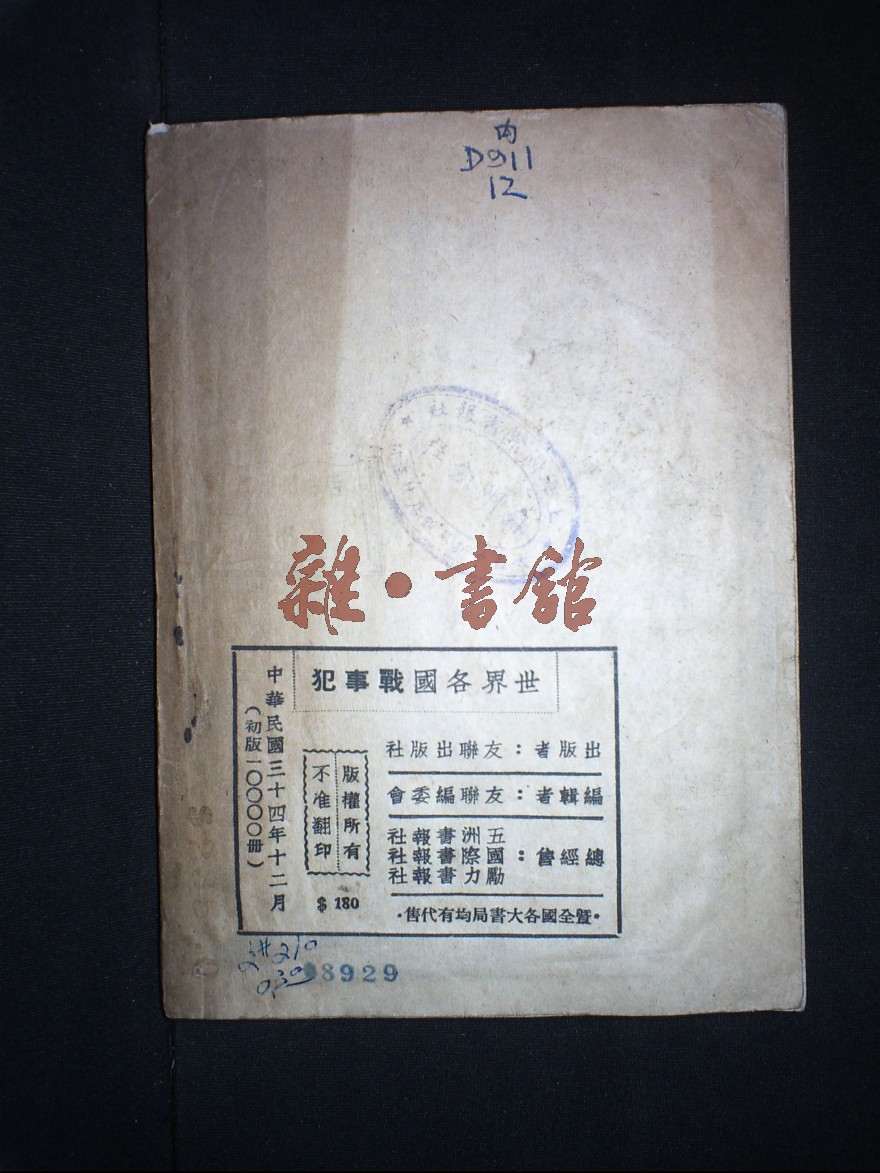 内
D911
12
雜·書舘
世界各國戰事犯
出版者：友聯出版社
編輯者：友聯編委會
總經售：
五洲書報社
國際書報社
勵力書報社
·暨全國各大書局均有代售·
版權所有
不准翻印
$ 180
中華民國三十四年十二月
（初版一〇〇〇〇冊）
8929